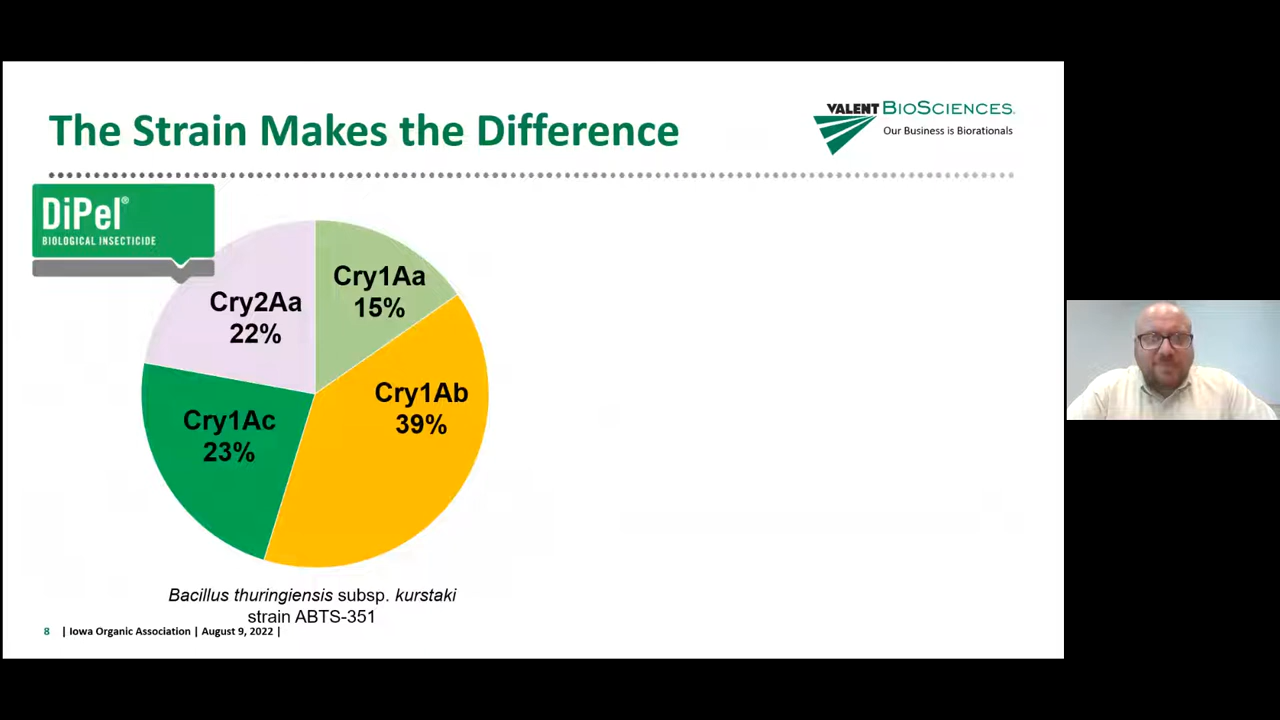 The Strain Makes the Difference
VALENT BIOSCIENCES.
Our Business is Biorationals
DiPel®
BIOLOGICAL INSECTICIDE
Cry1Aa
15%
Cry2Aa
22%
Cry1Ab
39%
Cry1Ac
23%
Bacillus thuringiensis subsp. kurstaki
strain ABTS-351
8 | Iowa Organic Association | August 9, 2022 |